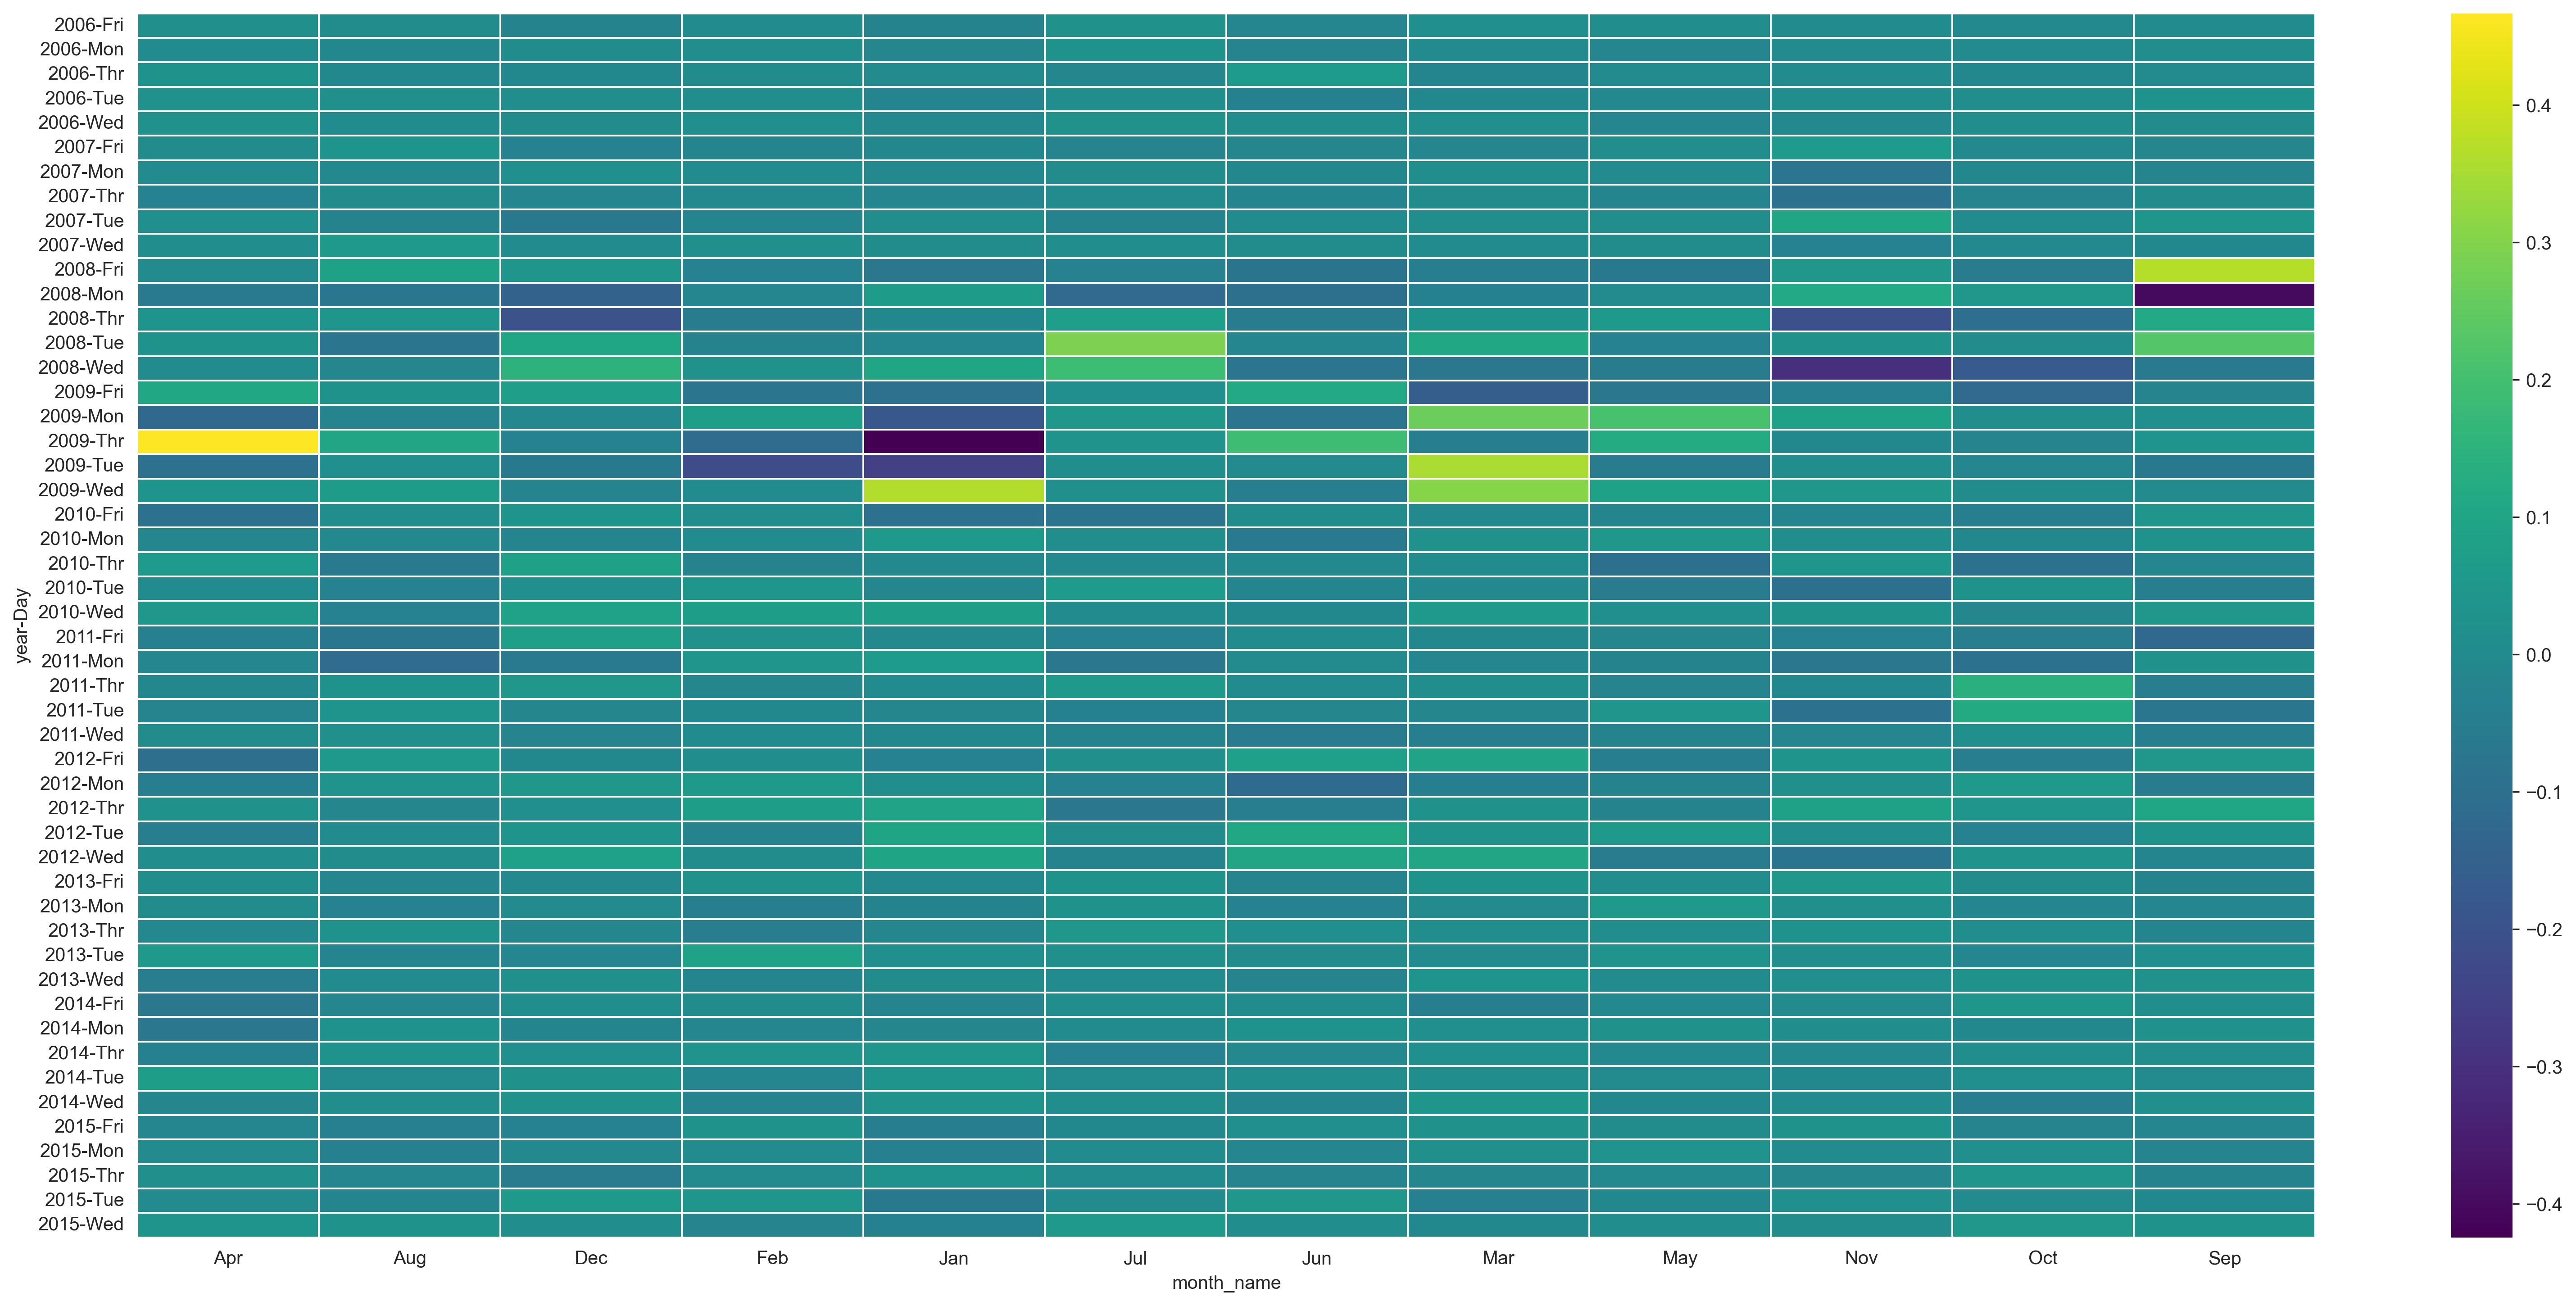 year-Day
2006-Fri
2006-Mon
2006-Thr
2006-Tue
2006-Wed
2007-Fri
2007-Mon
2007-Thr
2007-Tue
2007-Wed
2008-Fri
2008-Mon
2008-Thr
2008-Tue
2008-Wed
2009-Fri
2009-Mon
2009-Thr
2009-Tue
2009-Wed
2010-Fri
2010-Mon
2010-Thr
2010-Tue
2010-Wed
2011-Fri
2011-Mon
2011-Thr
2011-Tue
2011-Wed
2012-Fri
2012-Mon
2012-Thr
2012-Tue
2012-Wed
2013-Fri
2013-Mon
2013-Thr
2013-Tue
2013-Wed
2014-Fri
2014-Mon
2014-Thr
2014-Tue
2014-Wed
2015-Fri
2015-Mon
2015-Thr
2015-Tue
2015-Wed
Apr Aug Dec Feb Jan Jul Jun Mar May Nov Oct Sep
month_name
0.4
0.3
0.2
0.1
0.0
−0.1
−0.2
−0.3
−0.4